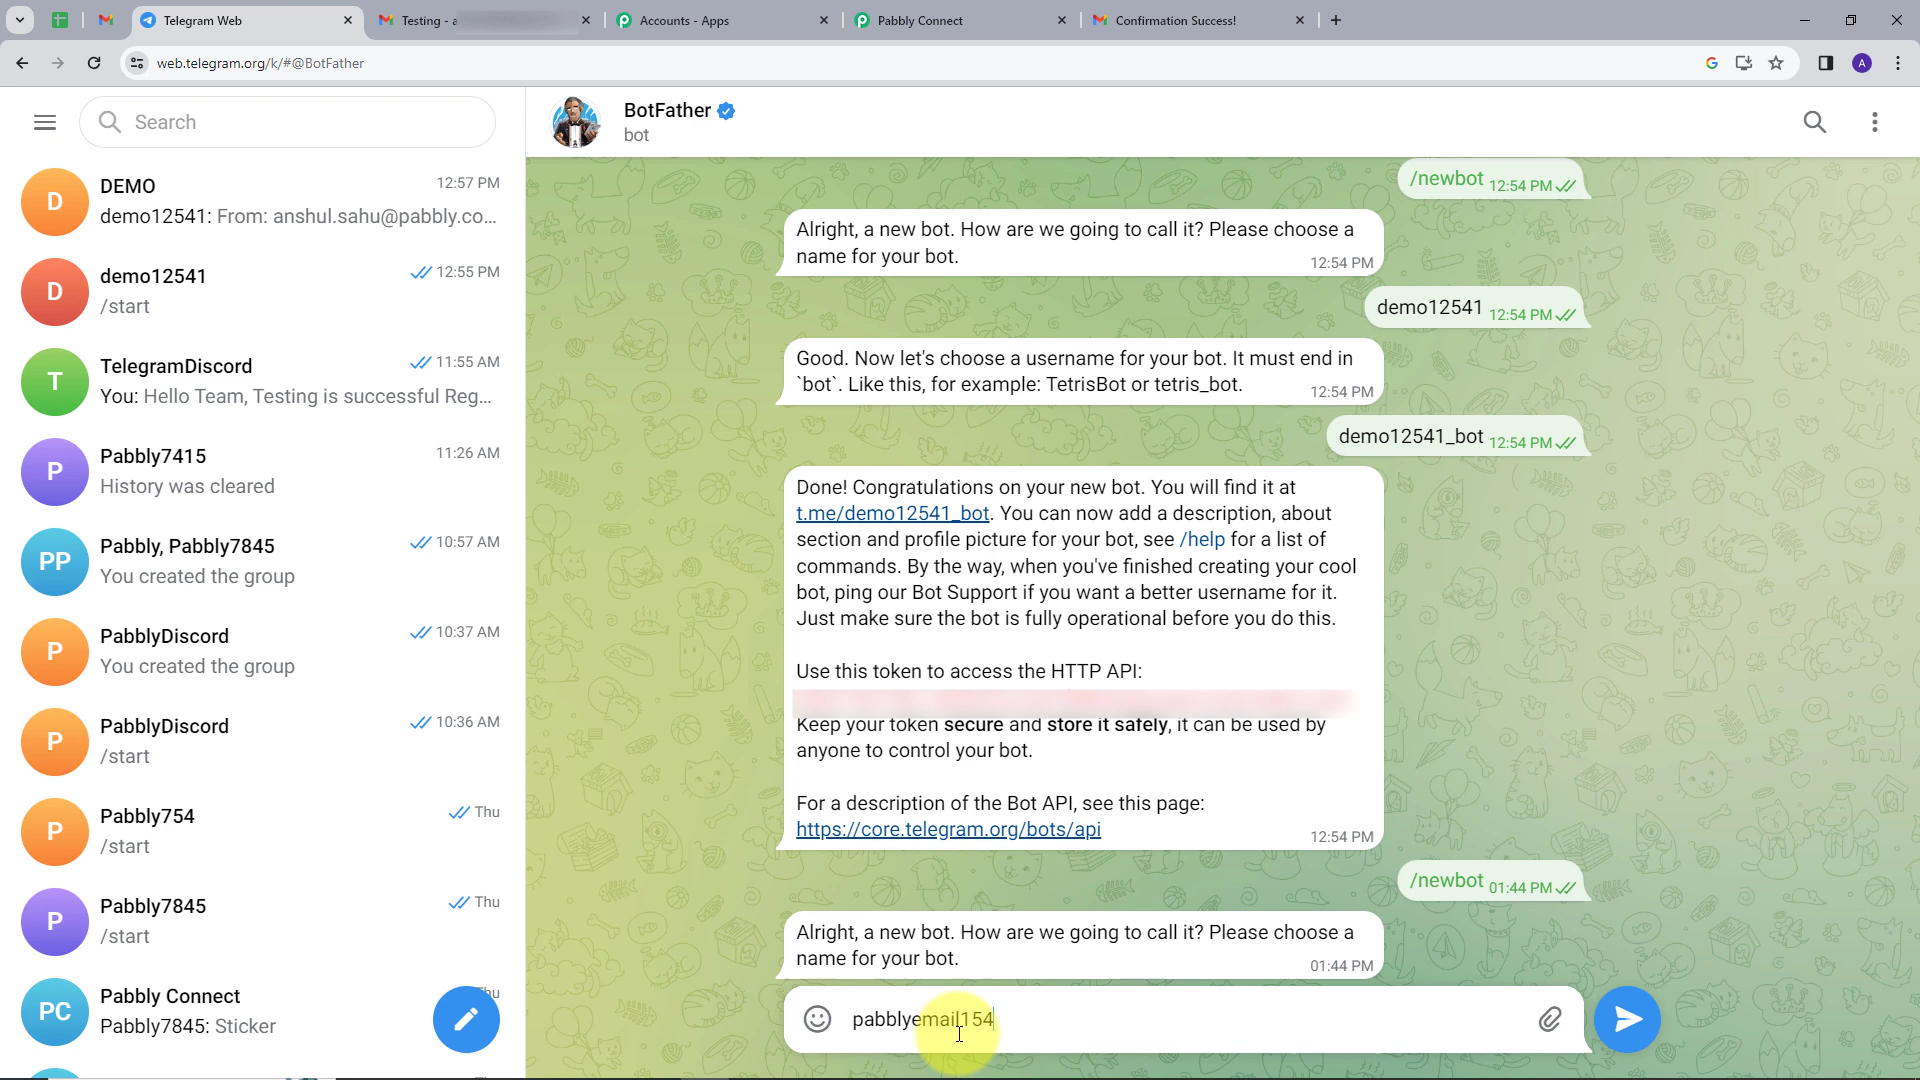 Telegram Web
Testing - a
Accounts - Apps
Pabbly Connect
Confirmation Success!
web.telegram.org/k/#@BotFather
A
Search
BotFather
bot
D
DEMO
12:57 PM
demo12541: From: anshul.sahu@pabbly.co...
D
demo12541
12:55 PM
/start
T
TelegramDiscord
11:55 AM
You: Hello Team, Testing is successful Reg...
P
Pabbly7415
11:26 AM
History was cleared
PP
Pabbly, Pabbly7845
10:57 AM
You created the group
P
PabblyDiscord
10:37 AM
You created the group
P
PabblyDiscord
10:36 AM
/start
P
Pabbly754
Thu
/start
P
Pabbly7845
Thu
/start
PC
Pabbly Connect
Pabbly7845: Sticker
/newbot 12:54 PM
Alright, a new bot. How are we going to call it? Please choose a
name for your bot.
12:54 PM
demo12541 12:54 PM
Good. Now let's choose a username for your bot. It must end in
`bot`. Like this, for example: TetrisBot or tetris_bot.
12:54 PM
demo12541_bot 12:54 PM
Done! Congratulations on your new bot. You will find it at
t.me/demo12541_bot. You can now add a description, about
section and profile picture for your bot, see /help for a list of
commands. By the way, when you've finished creating your cool
bot, ping our Bot Support if you want a better username for it.
Just make sure the bot is fully operational before you do this.
Use this token to access the HTTP API:
Keep your token secure and store it safely, it can be used by
anyone to control your bot.
For a description of the Bot API, see this page:
https://core.telegram.org/bots/api
12:54 PM
/newbot 01:44 PM
Alright, a new bot. How are we going to call it? Please choose a
name for your bot.
01:44 PM
pabblyemail154